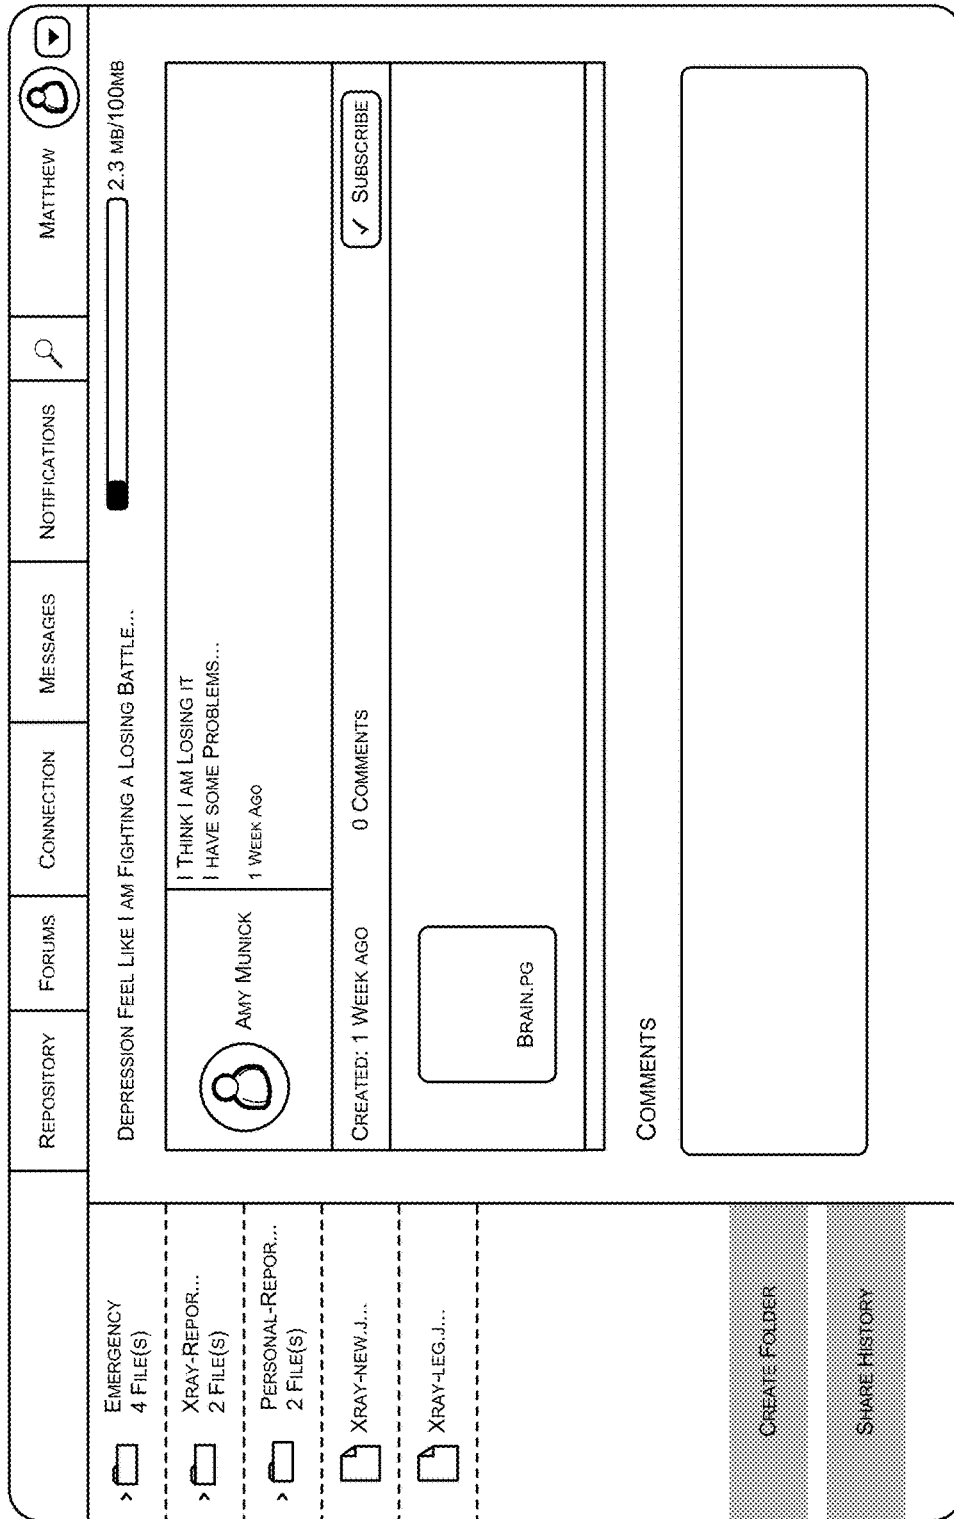 REPOSITORY
FORUMS
CONNECTION
MESSAGES
NOTIFICATIONS
MATTHEW
EMERGENCY
4 FILE(S)
XRAY-REPOR...
2 FILE(S)
PERSONAL-REPOR...
2 FILE(S)
XRAY-NEW.J...
XRAY-LEG.J...
CREATE FOLDER
SHARE HISTORY
DEPRESSION FEEL LIKE I AM FIGHTING A LOSING BATTLE...
2.3 MB/100MB
AMY MUNICK
I THINK I AM LOSING IT
I HAVE SOME PROBLEMS...
1 WEEK AGO
CREATED: 1 WEEK AGO
0 COMMENTS
✓ SUBSCRIBE
BRAIN.PG
COMMENTS